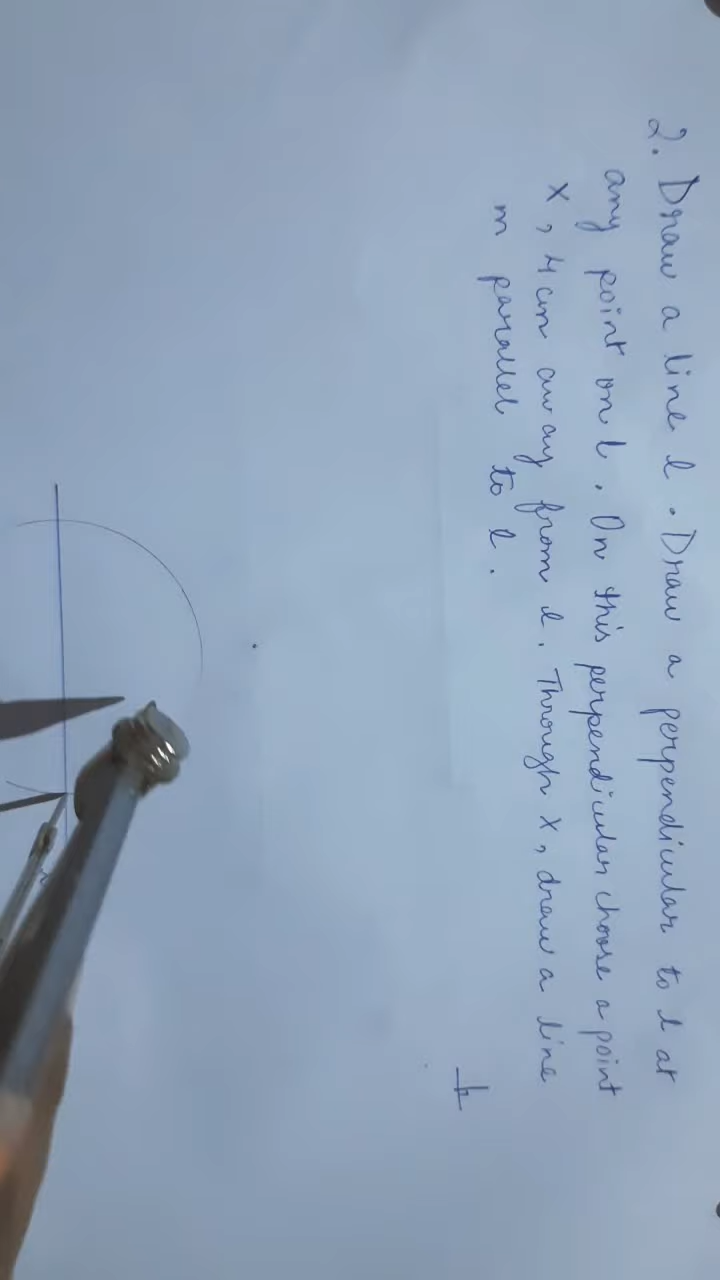 2. Draw a line l. Draw a perpendicular to l at
any point on l. On this perpendicular choose a point
X, 4 cm away from l. Through X, draw a line
m parallel to l.